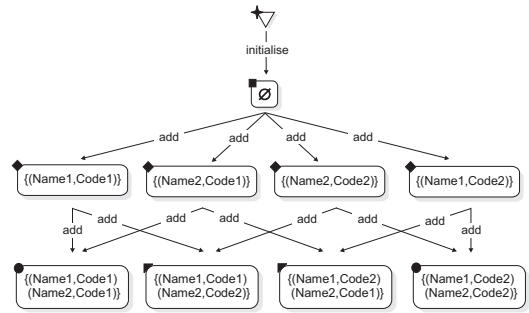 initialise
Ø
add
add
add
add
{(Name1,Code1)}
{(Name2,Code1)}
{(Name2,Code2)}
{(Name1,Code2)}
add
add
add
add
add
add
add
add
{(Name1,Code1)
(Name2,Code1)}
{(Name1,Code1)
(Name2,Code2)}
{(Name1,Code2)
(Name2,Code1)}
{(Name1,Code2)
(Name2,Code2)}